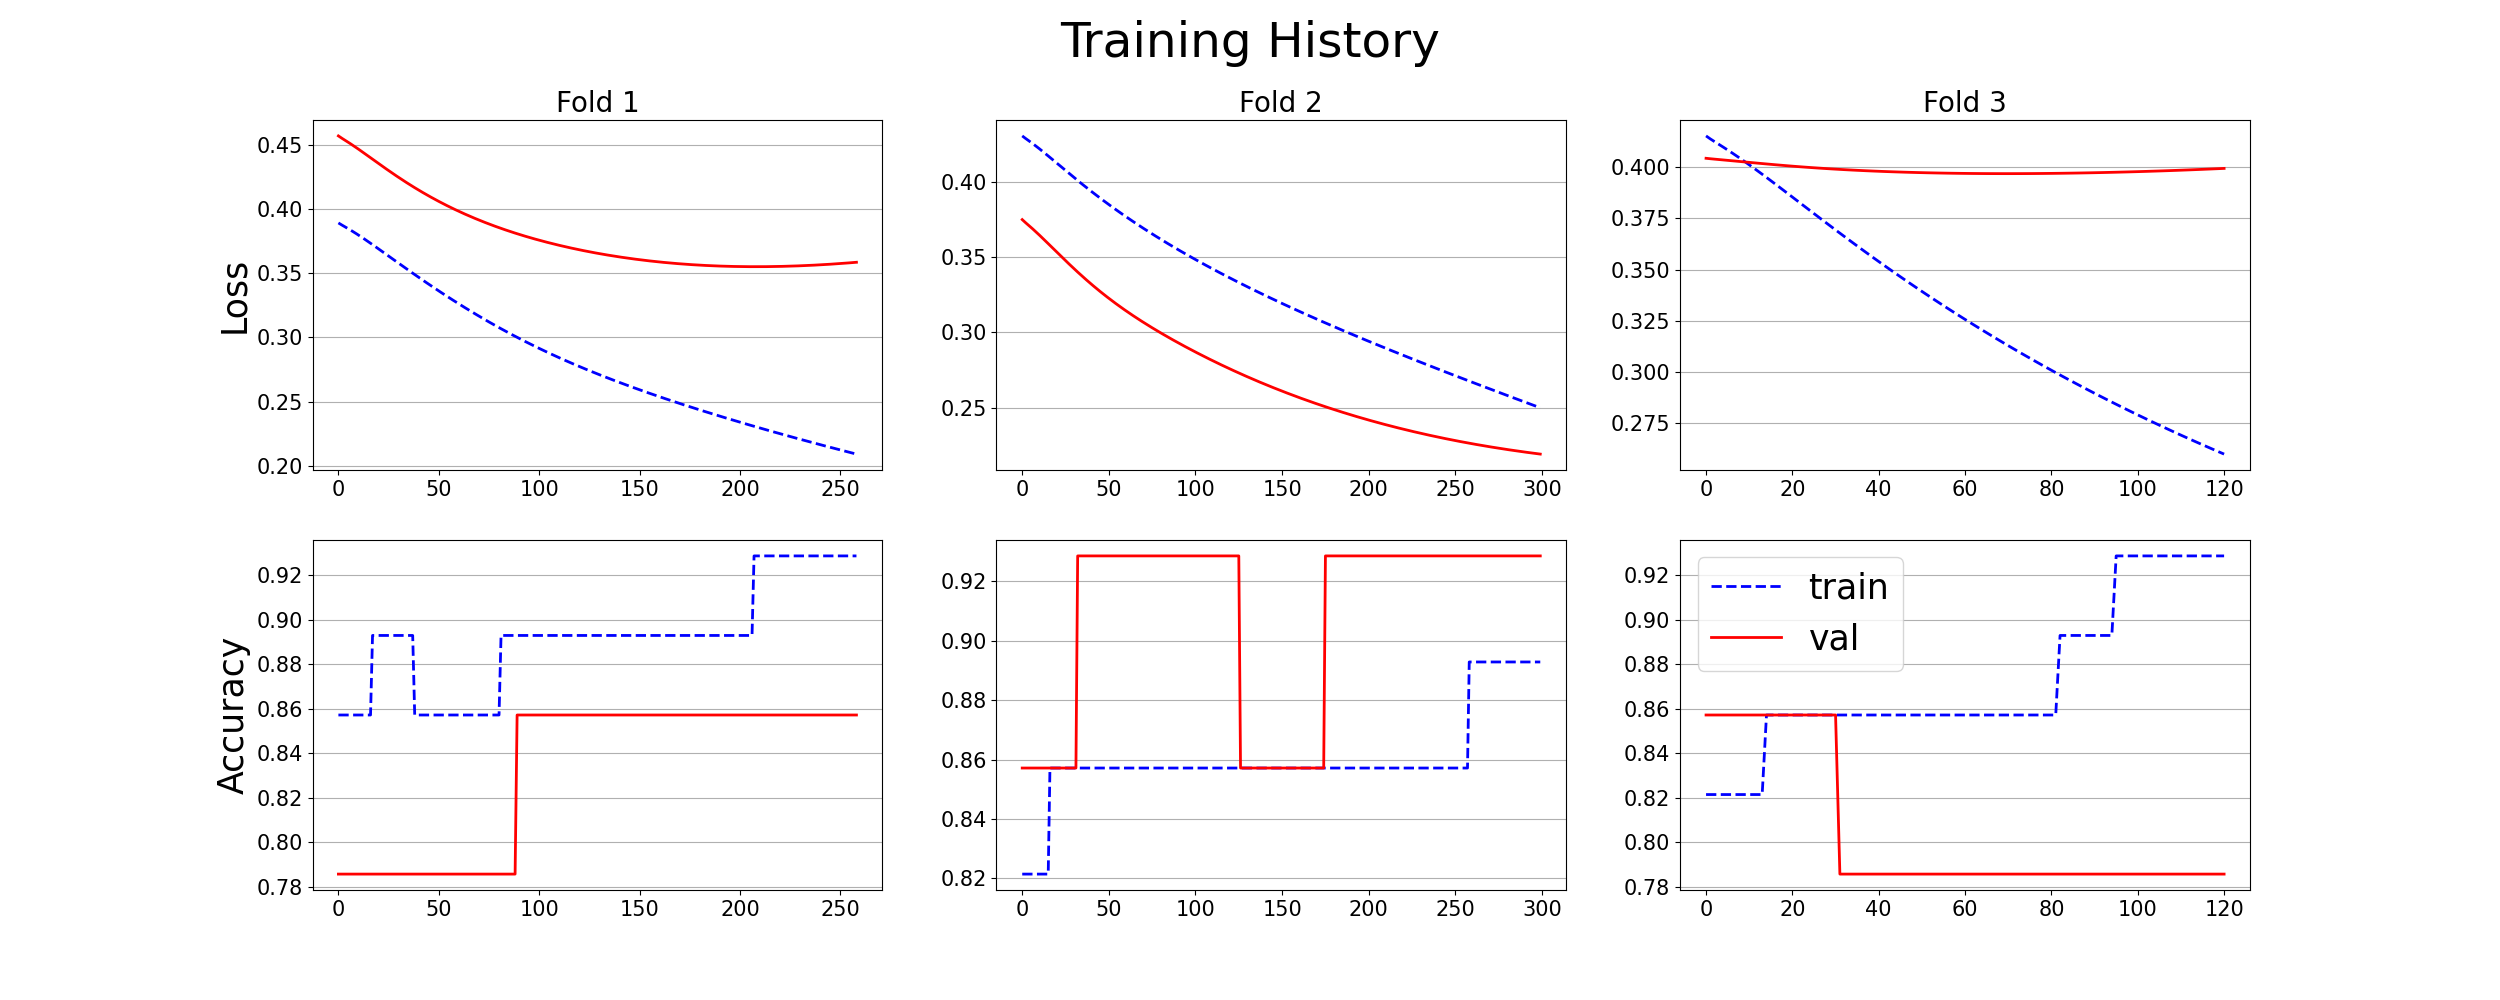 Training History
Fold 1
Fold 2
Fold 3
Loss
0.45
0.40
0.35
0.30
0.25
0.20
0 50 100 150 200 250
0.40
0.35
0.30
0.25
0 50 100 150 200 250 300
0.400
0.375
0.350
0.325
0.300
0.275
0 20 40 60 80 100 120
Accuracy
0.92
0.90
0.88
0.86
0.84
0.82
0.80
0.78
0 50 100 150 200 250
0.92
0.90
0.88
0.86
0.84
0.82
0 50 100 150 200 250 300
0.92
0.90
0.88
0.86
0.84
0.82
0.80
0.78
0 20 40 60 80 100 120
train
val